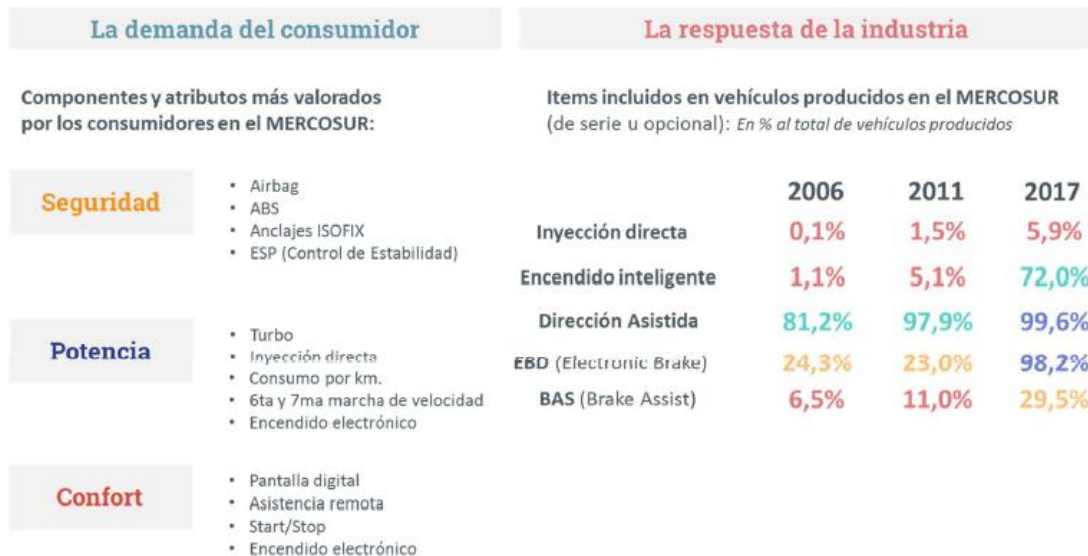 La demanda del consumidor
Componentes y atributos más valorados
por los consumidores en el MERCOSUR:
Seguridad
• Airbag
• ABS
• Anclajes ISOFIX
• ESP (Control de Estabilidad)
Potencia
• Turbo
• Inyección directa
• Consumo por km.
• 6ta y 7ma marcha de velocidad
• Encendido electrónico
Confort
• Pantalla digital
• Asistencia remota
• Start/Stop
• Encendido electrónico
La respuesta de la industria
Items incluidos en vehículos producidos en el MERCOSUR
(de serie u opcional): En % al total de vehículos producidos
2006 2011 2017
Inyección directa 0,1% 1,5% 5,9%
Encendido inteligente 1,1% 5,1% 72,0%
Dirección Asistida 81,2% 97,9% 99,6%
EBD (Electronic Brake) 24,3% 23,0% 98,2%
BAS (Brake Assist) 6,5% 11,0% 29,5%